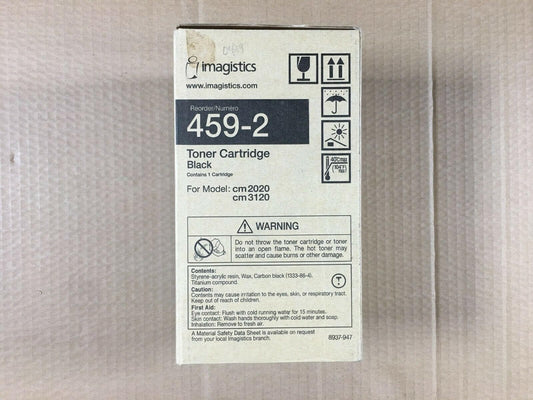 imagistics
www.imagistics.com
Reorder/Numéro
459-2
Toner Cartridge
Black
Contains 1 Cartridge
For Model: cm2020
cm3120
WARNING
Do not throw the toner cartridge or toner
into an open flame. The hot toner may
scatter and cause burns or other damage.
Contents:
Styrene-acrylic resin, Wax, Carbon black (1333-86-4).
Titanium compound.
Caution:
Contents may cause irritation to the eyes, skin, or respiratory tract.
Keep out of reach of children.
First Aid:
Eye contact: Flush with cold running water for 15 minutes.
Skin contact: Wash hands thoroughly with cold water and soap.
Inhalation: Remove to fresh air.
A Material Safety Data Sheet is available on request
from your local Imagistics branch.
8937-947